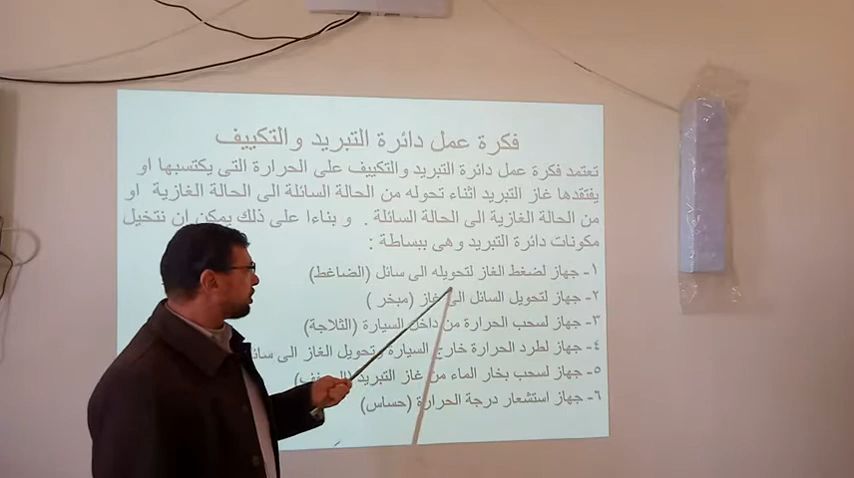 فكرة عمل دائرة التبريد والتكييف
تعتمد فكرة عمل دائرة التبريد والتكييف على الحرارة التى يكتسبها او
يفتقدها غاز التبريد اثناء تحوله من الحالة السائلة الى الحالة الغازية او
من الحالة الغازية الى الحالة السائلة . و بناءا على ذلك يمكن ان نتخيل
مكونات دائرة التبريد وهى ببساطة :
١- جهاز لضغط الغاز لتحويله الى سائل (الضاغط)
٢- جهاز لتحويل السائل الى غاز (مبخر )
٣- جهاز لسحب الحرارة من داخل السيارة (الثلاجة)
٤- جهاز لطرد الحرارة خارج السيارة وتحويل الغاز الى
٥- جهاز لسحب بخار الماء من غاز التبريد
٦- جهاز استشعار درجة الحرارة (حساس)